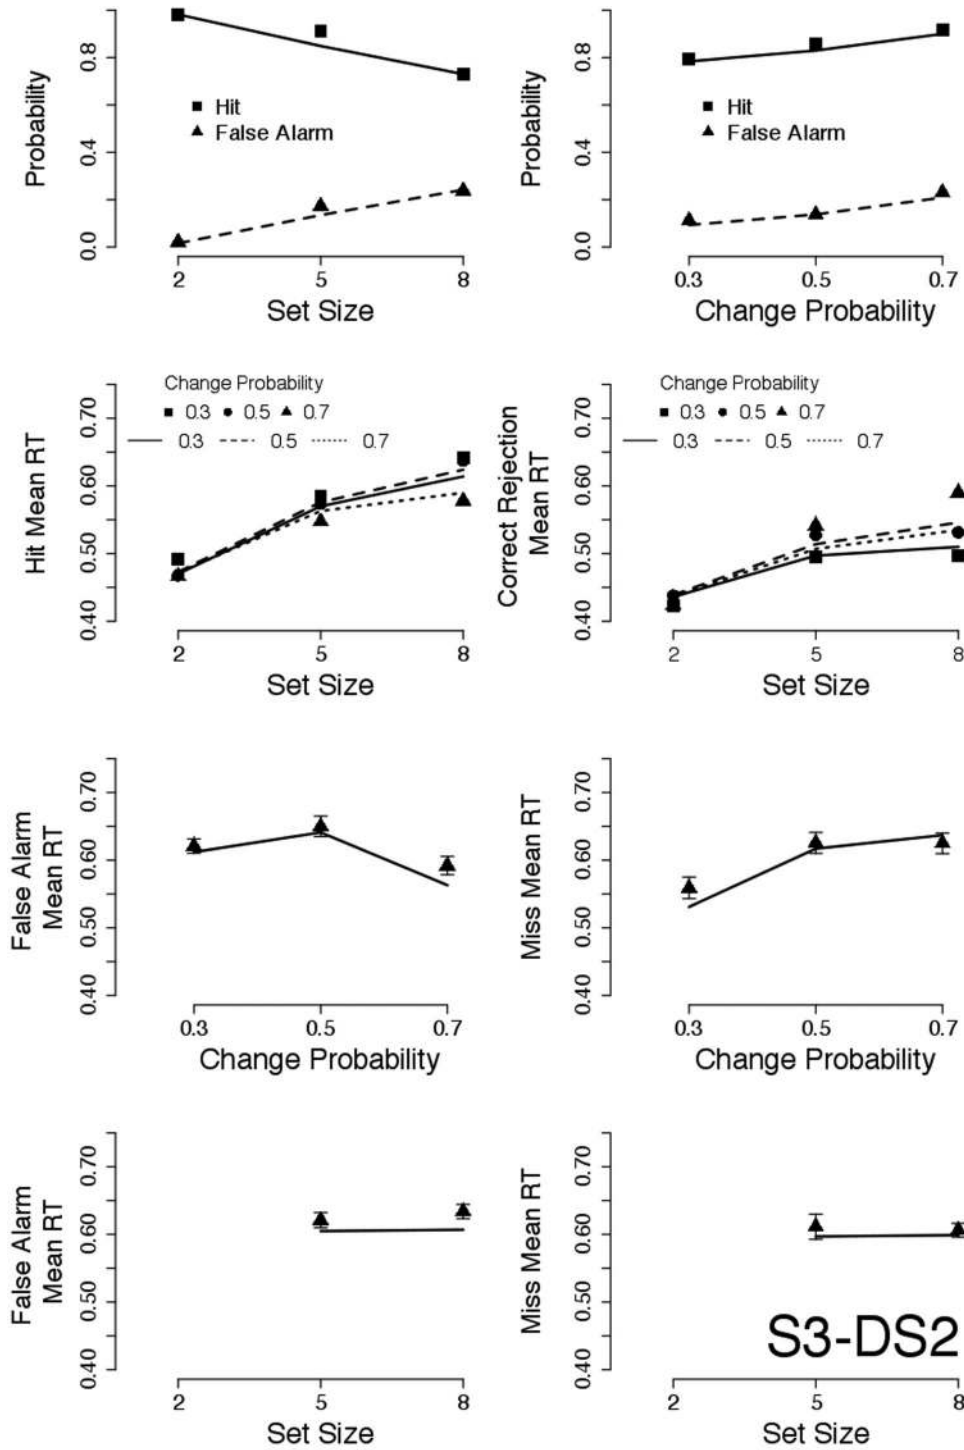 Probability
0.0 0.4 0.8
Hit
False Alarm
2 5 8
Set Size
Probability
0.0 0.4 0.8
Hit
False Alarm
0.3 0.5 0.7
Change Probability
Hit Mean RT
0.40 0.50 0.60 0.70
Change Probability
0.3 0.5 0.7
0.3 0.5 0.7
2 5 8
Set Size
Correct Rejection
Mean RT
0.40 0.50 0.60 0.70
Change Probability
0.3 0.5 0.7
0.3 0.5 0.7
2 5 8
Set Size
False Alarm
Mean RT
0.40 0.50 0.60 0.70
0.3 0.5 0.7
Change Probability
Miss Mean RT
0.40 0.50 0.60 0.70
0.3 0.5 0.7
Change Probability
False Alarm
Mean RT
0.40 0.50 0.60 0.70
2 5 8
Set Size
Miss Mean RT
0.40 0.50 0.60 0.70
S3-DS2
2 5 8
Set Size